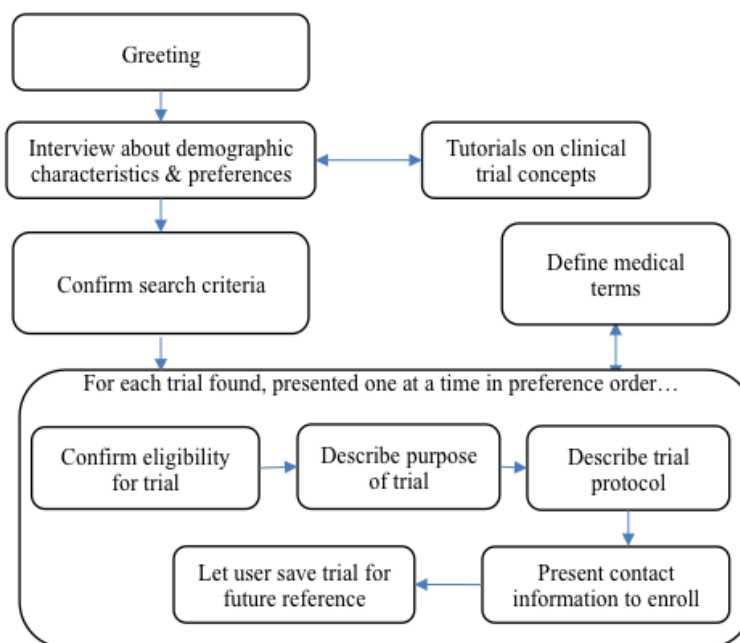 Greeting
Interview about demographic
characteristics & preferences
Tutorials on clinical
trial concepts
Confirm search criteria
Define medical
terms
For each trial found, presented one at a time in preference order…
Confirm eligibility
for trial
Describe purpose
of trial
Describe trial
protocol
Let user save trial for
future reference
Present contact
information to enroll